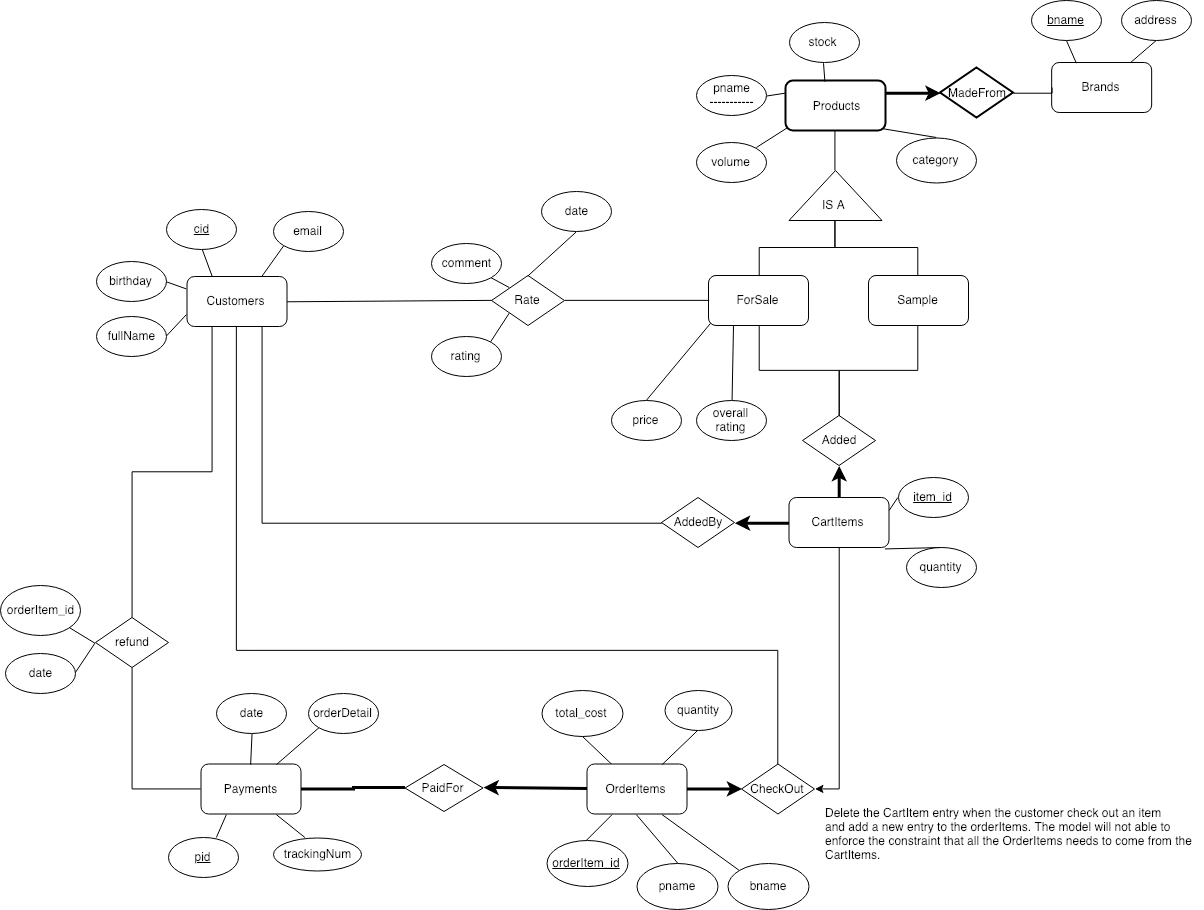 bname
address
stock
Brands
pname
-----------
Products
MadeFrom
volume
category
IS A
date
cid
email
comment
birthday
Customers
Rate
ForSale
Sample
fullName
rating
price
overall
rating
Added
item_id
AddedBy
CartItems
quantity
orderItem_id
refund
date
date
orderDetail
total_cost
quantity
Payments
PaidFor
OrderItems
CheckOut
Delete the CartItem entry when the customer check out an item
and add a new entry to the orderItems. The model will not able to
enforce the constraint that all the OrderItems needs to come from the
CartItems.
pid
trackingNum
orderItem_id
pname
bname